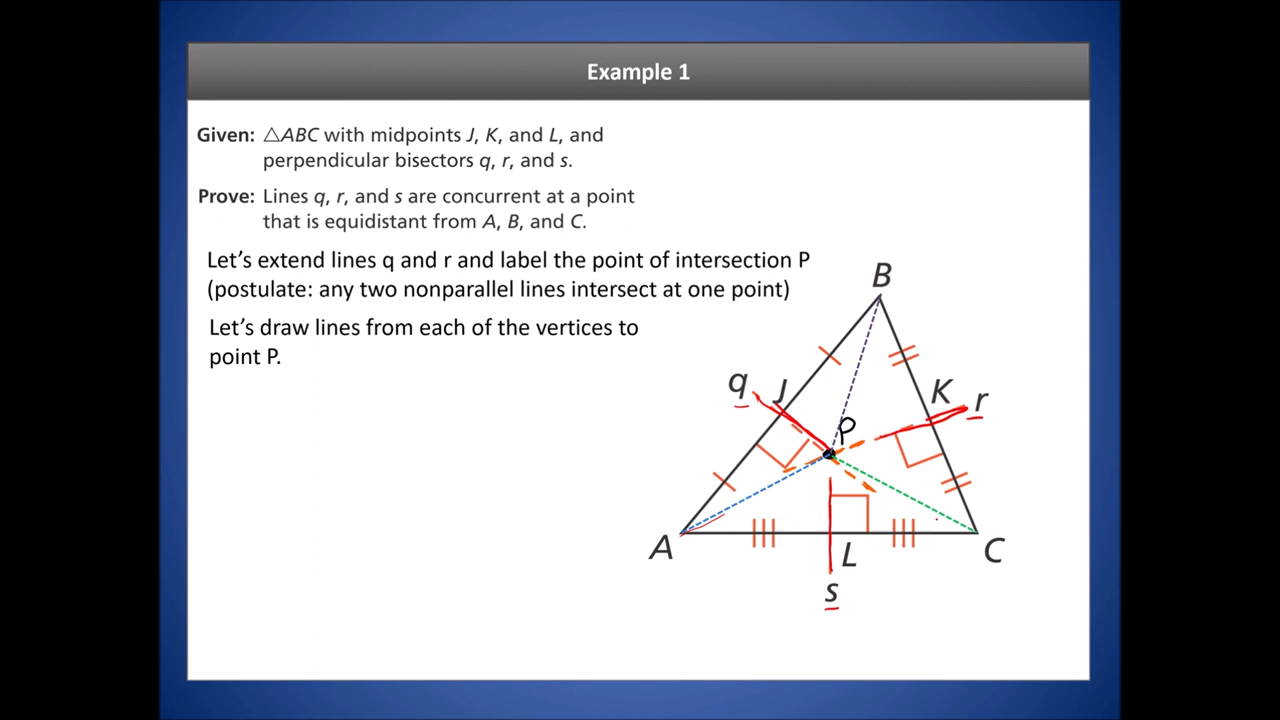 Example 1
Given: △ABC with midpoints J, K, and L, and
perpendicular bisectors q, r, and s.
Prove: Lines q, r, and s are concurrent at a point
that is equidistant from A, B, and C.
Let's extend lines q and r and label the point of intersection P
(postulate: any two nonparallel lines intersect at one point)
Let's draw lines from each of the vertices to
point P.
B
q
J
K
r
P
A
L
C
s